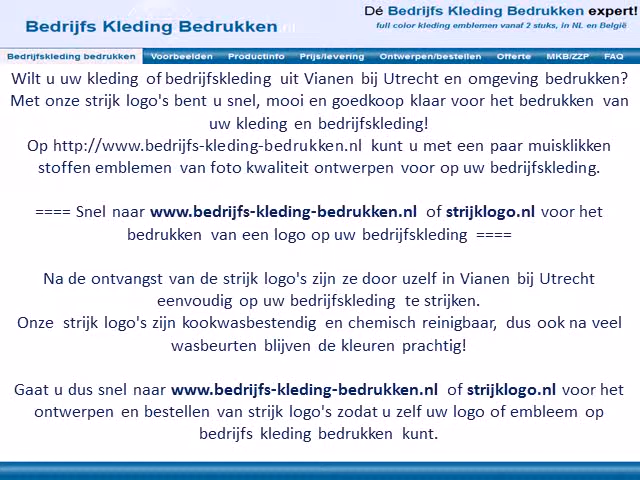 Bedrijfs Kleding Bedrukken
Dé Bedrijfs Kleding Bedrukken expert!
full color kleding emblemen vanaf 2 stuks, in NL en België
Bedrijfskleding bedrukken Voorbeelden Productinfo Prijs/levering Ontwerpen/bestellen Offerte MKB/ZZP FAQ
Wilt u uw kleding of bedrijfskleding uit Vianen bij Utrecht en omgeving bedrukken?
Met onze strijk logo's bent u snel, mooi en goedkoop klaar voor het bedrukken van
uw kleding en bedrijfskleding!
Op http://www.bedrijfs-kleding-bedrukken.nl kunt u met een paar muisklikken
stoffen emblemen van foto kwaliteit ontwerpen voor op uw bedrijfskleding.
==== Snel naar www.bedrijfs-kleding-bedrukken.nl of strijklogo.nl voor het
bedrukken van een logo op uw bedrijfskleding ====
Na de ontvangst van de strijk logo's zijn ze door uzelf in Vianen bij Utrecht
eenvoudig op uw bedrijfskleding te strijken.
Onze strijk logo's zijn kookwasbestendig en chemisch reinigbaar, dus ook na veel
wasbeurten blijven de kleuren prachtig!
Gaat u dus snel naar www.bedrijfs-kleding-bedrukken.nl of strijklogo.nl voor het
ontwerpen en bestellen van strijk logo's zodat u zelf uw logo of embleem op
bedrijfs kleding bedrukken kunt.